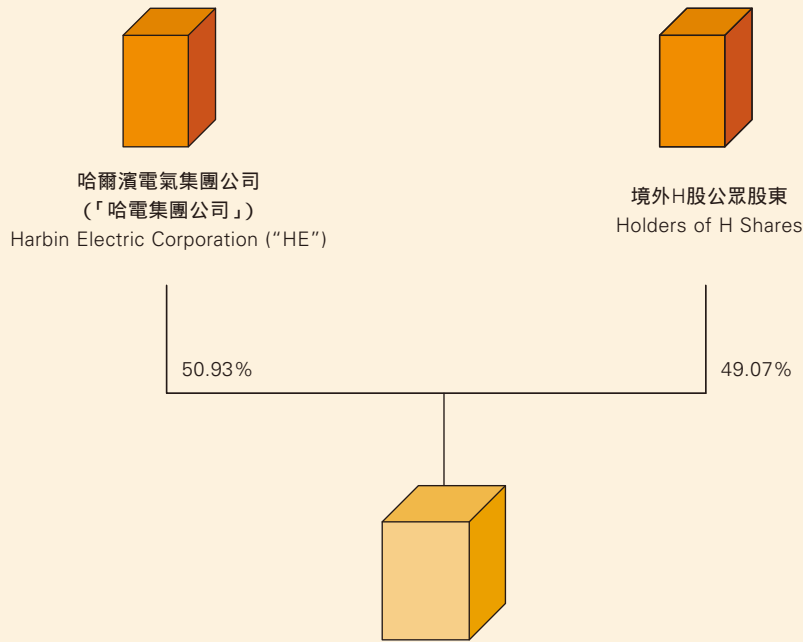 哈爾濱電氣集團公司
(「哈電集團公司」)
Harbin Electric Corporation (“HE”)
境外H股公眾股東
Holders of H Shares
50.93%
49.07%